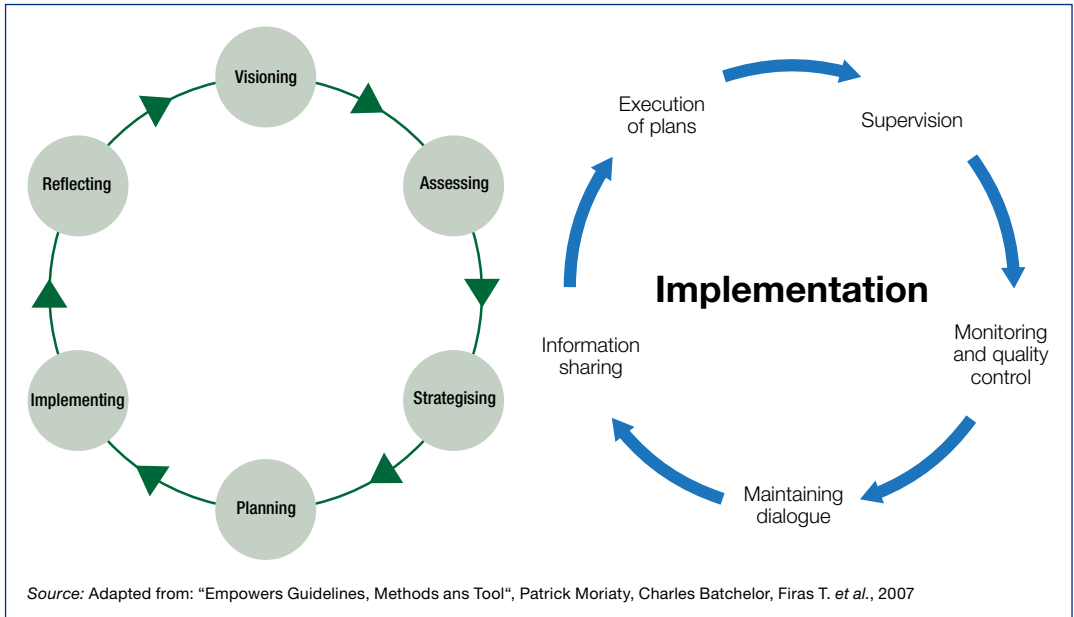 Visioning
Assessing
Strategising
Planning
Implementing
Reflecting
Execution
of plans
Supervision
Monitoring
and quality
control
Maintaining
dialogue
Information
sharing
Implementation
Source: Adapted from: “Empowers Guidelines, Methods ans Tool“, Patrick Moriaty, Charles Batchelor, Firas T. et al., 2007